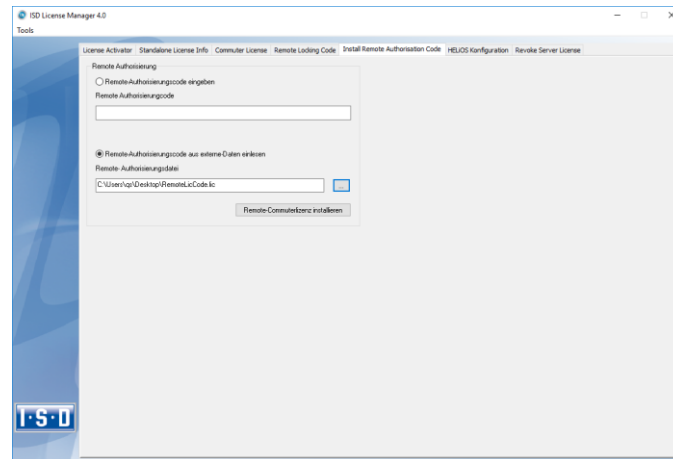 ISD License Manager 4.0
Tools
License Activator Standalone License Info Commuter License Remote Locking Code Install Remote Authorisation Code HELiOS Konfiguration Revoke Server License
Remote Authorisierung
Remote-Authorisierungscode eingeben
Remote Authorisierungcode
Remote-Authorisierungscode aus externe-Daten einlesen
Remote- Authorisierungsdatei
C:\Users\qs\Desktop\RemoteLicCode.lic
...
Remote-Commuterlizenz installieren
I·S·D